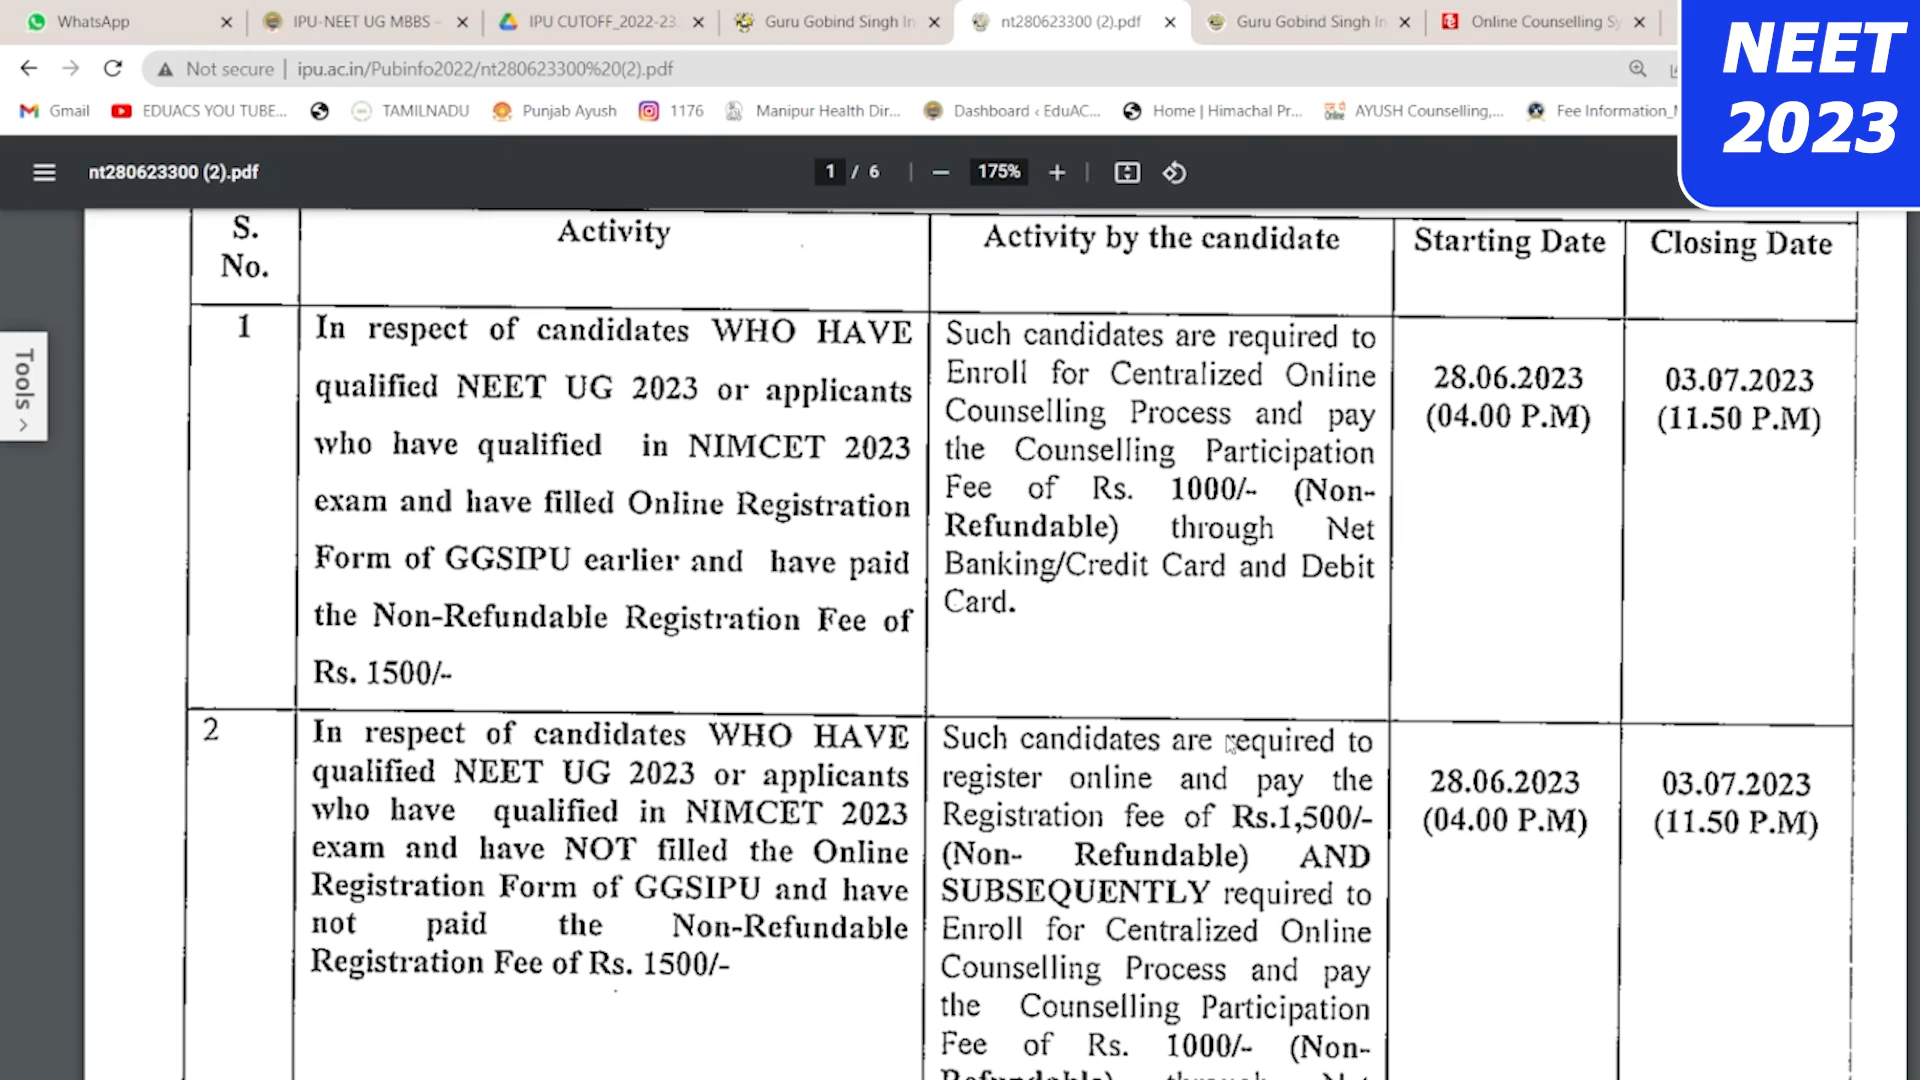 WhatsApp
IPU-NEET UG MBBS -
IPU CUTOFF_2022-23
Guru Gobind Singh In
nt280623300 (2).pdf
Guru Gobind Singh In
Online Counselling Sy
NEET
2023
Not secure | ipu.ac.in/Pubinfo2022/nt280623300%20(2).pdf
Gmail
EDUACS YOU TUBE...
TAMILNADU
Punjab Ayush
1176
Manipur Health Dir...
Dashboard ‹ EduAC...
Home | Himachal Pr...
AYUSH Counselling,...
Fee Information_
nt280623300 (2).pdf
1 / 6
175%
Tools >
S.
No.
Activity
Activity by the candidate
Starting Date
Closing Date
1
In respect of candidates WHO HAVE
qualified NEET UG 2023 or applicants
who have qualified in NIMCET 2023
exam and have filled Online Registration
Form of GGSIPU earlier and have paid
the Non-Refundable Registration Fee of
Rs. 1500/-
Such candidates are required to
Enroll for Centralized Online
Counselling Process and pay
the Counselling Participation
Fee of Rs. 1000/- (Non-
Refundable) through Net
Banking/Credit Card and Debit
Card.
28.06.2023
(04.00 P.M)
03.07.2023
(11.50 P.M)
2
In respect of candidates WHO HAVE
qualified NEET UG 2023 or applicants
who have qualified in NIMCET 2023
exam and have NOT filled the Online
Registration Form of GGSIPU and have
not paid the Non-Refundable
Registration Fee of Rs. 1500/-
Such candidates are required to
register online and pay the
Registration fee of Rs.1,500/-
(Non- Refundable) AND
SUBSEQUENTLY required to
Enroll for Centralized Online
Counselling Process and pay
the Counselling Participation
Fee of Rs. 1000/- (Non-
28.06.2023
(04.00 P.M)
03.07.2023
(11.50 P.M)